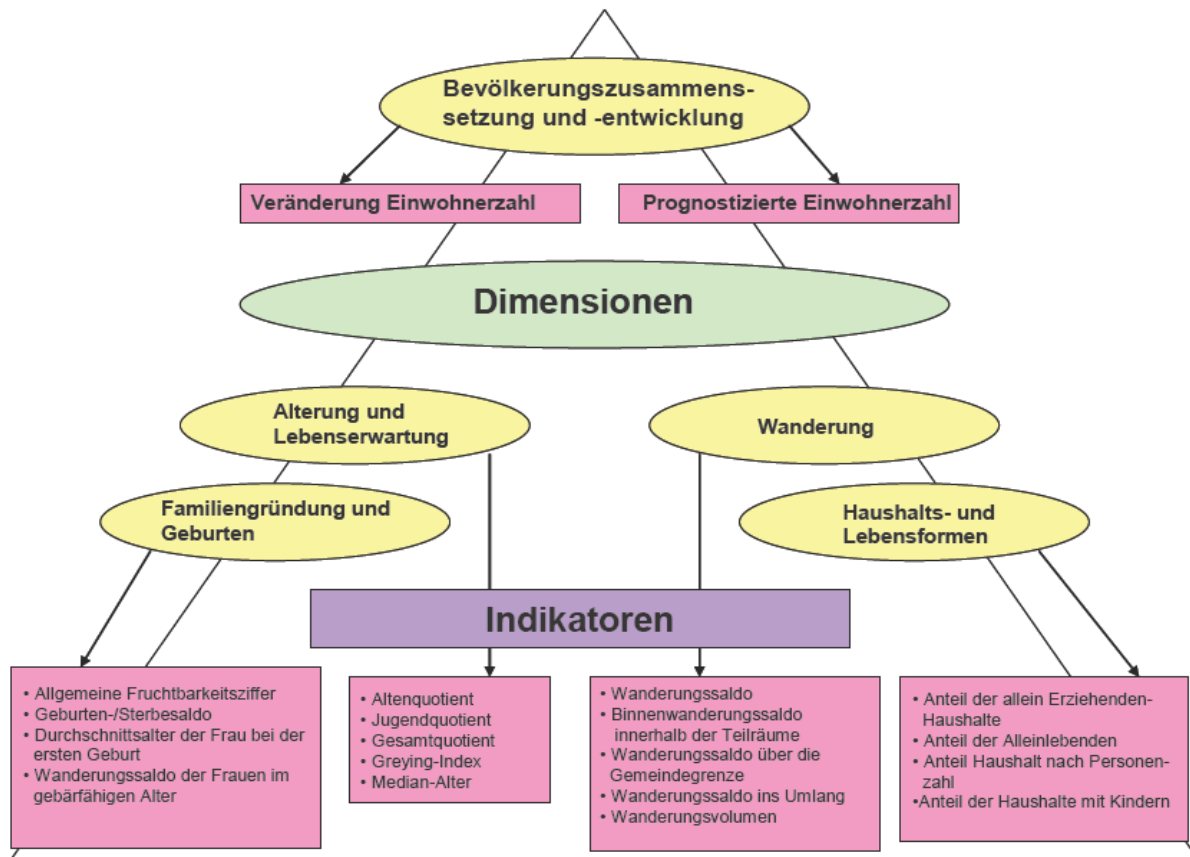 Bevölkerungszusammens-
setzung und -entwicklung
Veränderung Einwohnerzahl
Prognostizierte Einwohnerzahl
Dimensionen
Alterung und
Lebenserwartung
Wanderung
Familiengründung und
Geburten
Haushalts- und
Lebensformen
Indikatoren
• Allgemeine Fruchtbarkeitsziffer
• Geburten-/Sterbesaldo
• Durchschnittsalter der Frau bei der
ersten Geburt
• Wanderungssaldo der Frauen im
gebärfähigen Alter
• Altenquotient
• Jugendquotient
• Gesamtquotient
• Greying-Index
• Median-Alter
• Wanderungssaldo
• Binnenwanderungssaldo
innerhalb der Teilräume
• Wanderungssaldo über die
Gemeindegrenze
• Wanderungssaldo ins Umlang
• Wanderungsvolumen
• Anteil der allein Erziehenden-
Haushalte
• Anteil der Alleinlebenden
• Anteil Haushalt nach Personen-
zahl
•Anteil der Haushalte mit Kindern